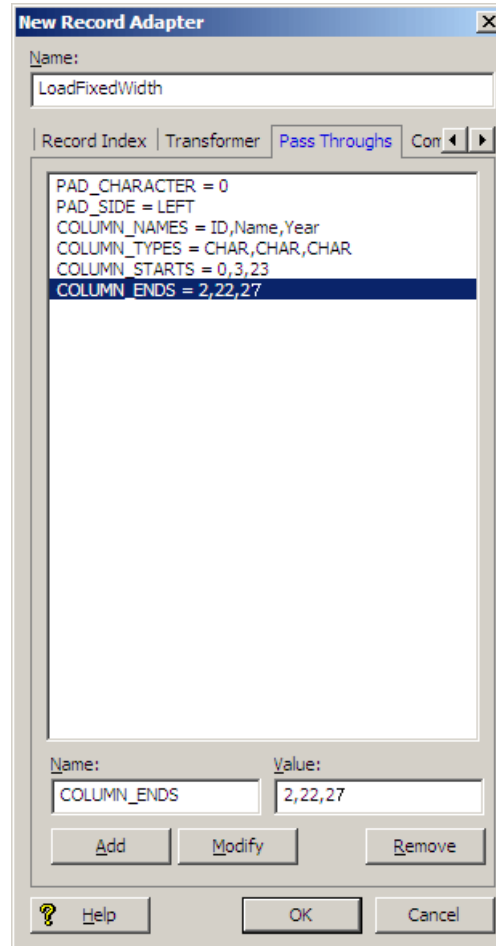 New Record Adapter
Name:
LoadFixedWidth
Record Index Transformer Pass Throughs Com
PAD_CHARACTER = 0
PAD_SIDE = LEFT
COLUMN_NAMES = ID,Name,Year
COLUMN_TYPES = CHAR,CHAR,CHAR
COLUMN_STARTS = 0,3,23
COLUMN_ENDS = 2,22,27
Name: Value:
COLUMN_ENDS 2,22,27
Add Modify Remove
? Help OK Cancel